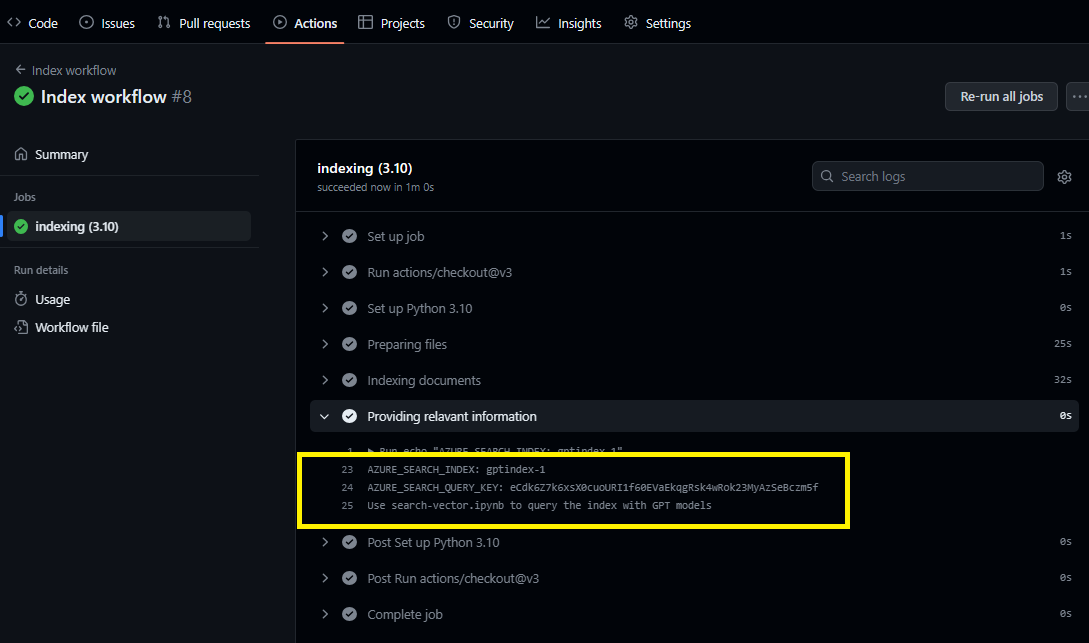 Code Issues Pull requests Actions Projects Security Insights Settings
Index workflow
Index workflow #8
Re-run all jobs
Summary
Jobs
indexing (3.10)
Run details
Usage
Workflow file
indexing (3.10)
succeeded now in 1m 0s
Search logs
Set up job 1s
Run actions/checkout@v3 1s
Set up Python 3.10 0s
Preparing files 25s
Indexing documents 32s
Providing relavant information 0s
1 Run echo "AZURE_SEARCH_INDEX: gptindex-1"
23 AZURE_SEARCH_INDEX: gptindex-1
24 AZURE_SEARCH_QUERY_KEY: eCdk6Z7k6xsX0cuoURI1f60EVaEkqgRsk4wRok23MyAzSeBczm5f
25 Use search-vector.ipynb to query the index with GPT models
Post Set up Python 3.10 0s
Post Run actions/checkout@v3 0s
Complete job 0s